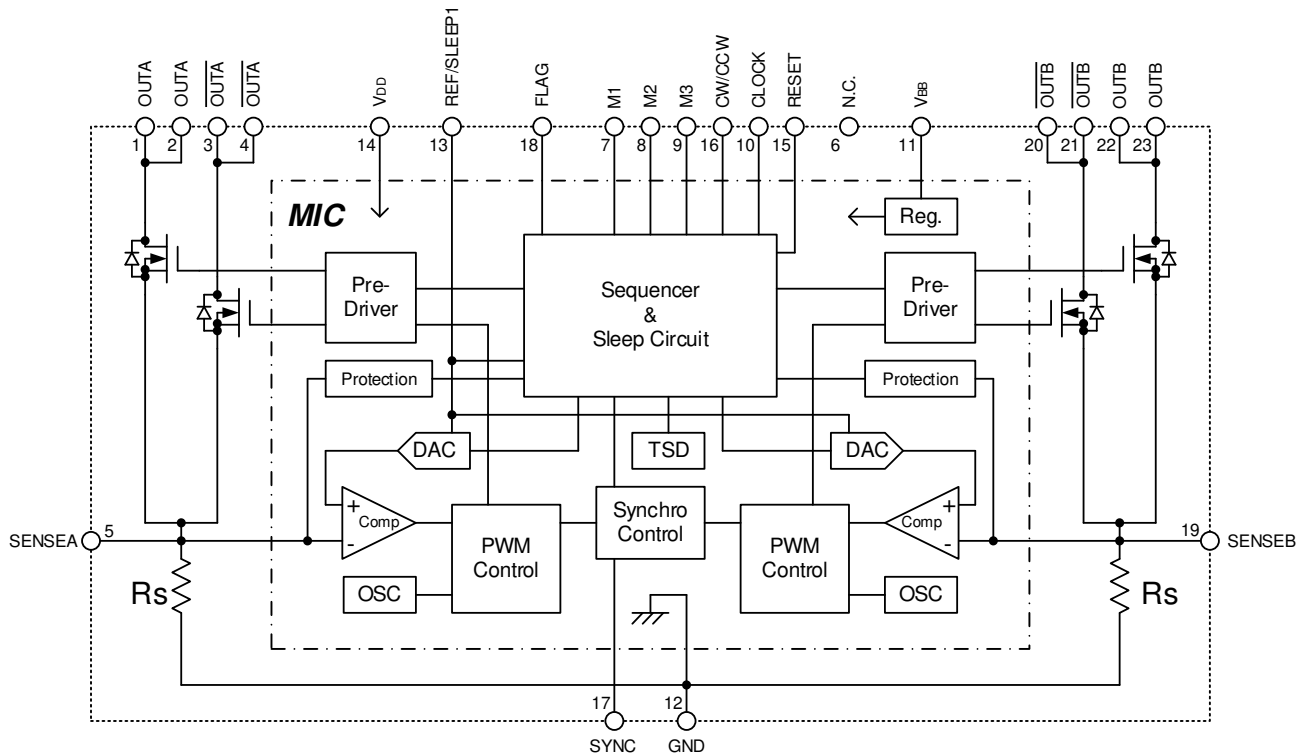 OUTA
OUTA
OUTA
OUTA
VDD
REF/SLEEP1
FLAG
M1
M2
M3
CW/CCW
CLOCK
RESET
N.C.
VBB
OUTB
OUTB
OUTB
OUTB
1
2
3
4
14
13
18
7
8
9
16
10
15
6
11
20
21
22
23
MIC
Reg.
Pre-
Driver
Sequencer
&
Sleep Circuit
Pre-
Driver
Protection
Protection
DAC
TSD
DAC
+
Comp
-
Synchro
Control
+
Comp
-
PWM
Control
PWM
Control
SENSEA
5
19
SENSEB
Rs
OSC
OSC
Rs
17
12
SYNC
GND